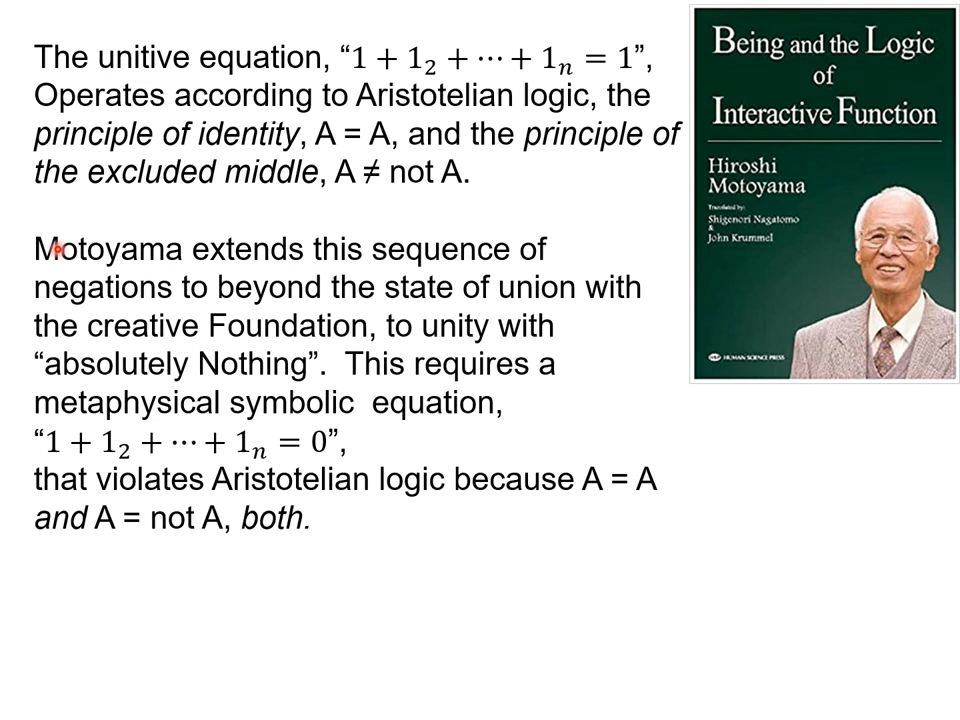 The unitive equation, “1 + 1₂ + ⋯ + 1ₙ = 1”,
Operates according to Aristotelian logic, the
principle of identity, A = A, and the principle of
the excluded middle, A ≠ not A.
Motoyama extends this sequence of
negations to beyond the state of union with
the creative Foundation, to unity with
“absolutely Nothing”.  This requires a
metaphysical symbolic  equation,
“1 + 1₂ + ⋯ + 1ₙ = 0”,
that violates Aristotelian logic because A = A
and A = not A, both.
Being and the Logic
of
Interactive Function
Hiroshi
Motoyama
Translated by:
Shigenori Nagatomo
&
John Krummel
HSP HUMAN SCIENCE PRESS